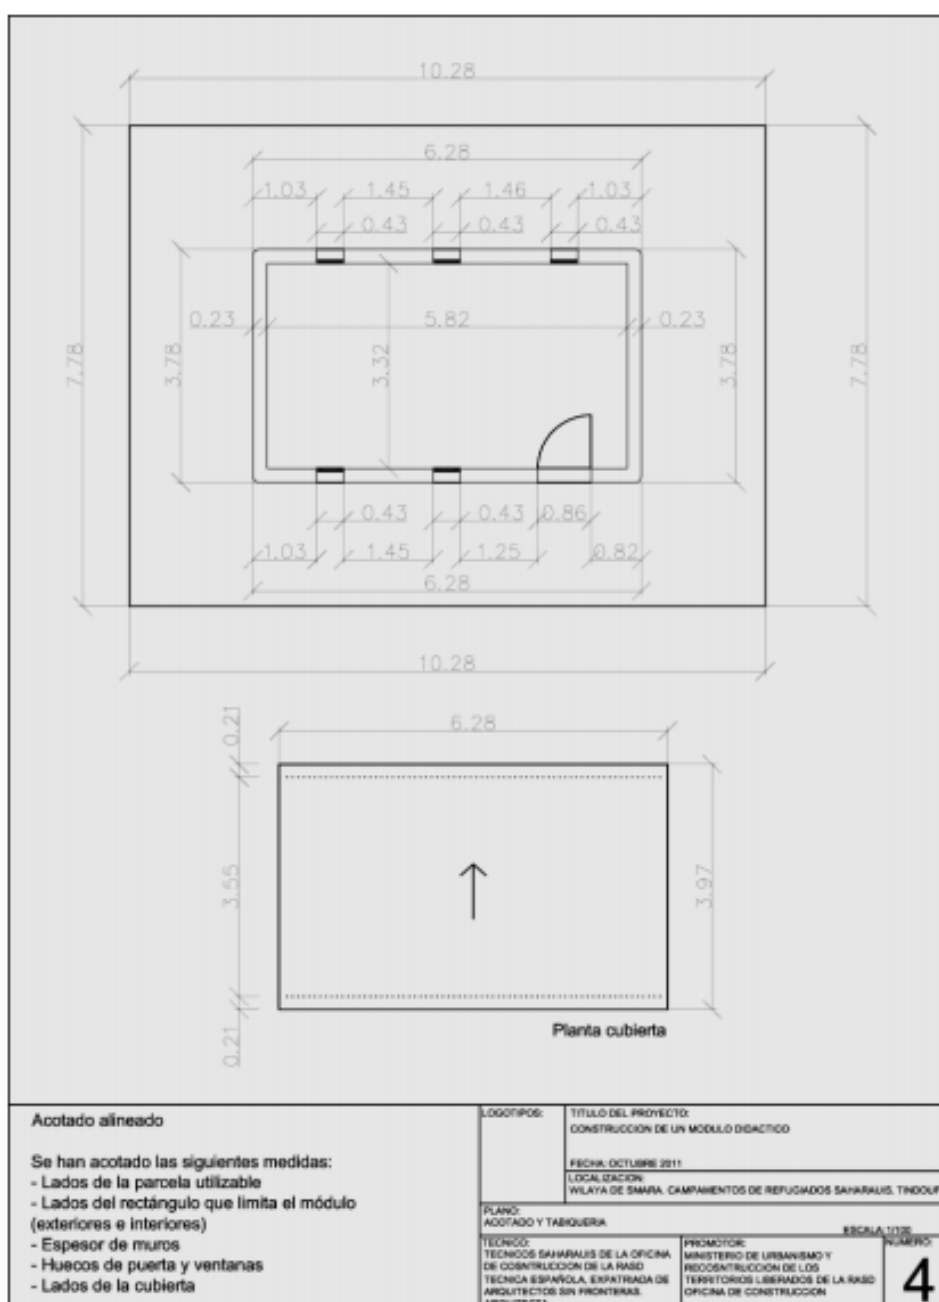 10.28
6.28
1.03 1.45 1.46 1.03
0.43 0.43 0.43
0.23 5.82 0.23
7.78 3.78 3.32 3.78 7.78
0.43 0.43 0.86
1.03 1.45 1.25 0.82
6.28
10.28
0.21 6.28
3.55 3.97
0.21
Planta cubierta
Acotado alineado
Se han acotado las siguientes medidas:
- Lados de la parcela utilizable
- Lados del rectángulo que limita el módulo
(exteriores e interiores)
- Espesor de muros
- Huecos de puerta y ventanas
- Lados de la cubierta
LOGOTIPOS:
TITULO DEL PROYECTO:
CONSTRUCCION DE UN MODULO DIDACTICO
FECHA: OCTUBRE 2011
LOCALIZACION:
WILAYA DE SMARA. CAMPAMENTOS DE REFUGIADOS SAHARAUIS. TINDOUF
PLANO:
ACOTADO Y TABIQUERIA
ESCALA:1/100
TECNICO:
TECNICOS SAHARAUIS DE LA OFICINA
DE COSNTRUCCION DE LA RASD
TECNICA ESPAÑOLA, EXPATRIADA DE
ARQUITECTOS SIN FRONTERAS.
PROMOTOR:
MINISTERIO DE URBANISMO Y
RECOSNTRUCCION DE LOS
TERRITORIOS LIBERADOS DE LA RASD
OFICINA DE CONSTRUCCION
NUMERO:
4